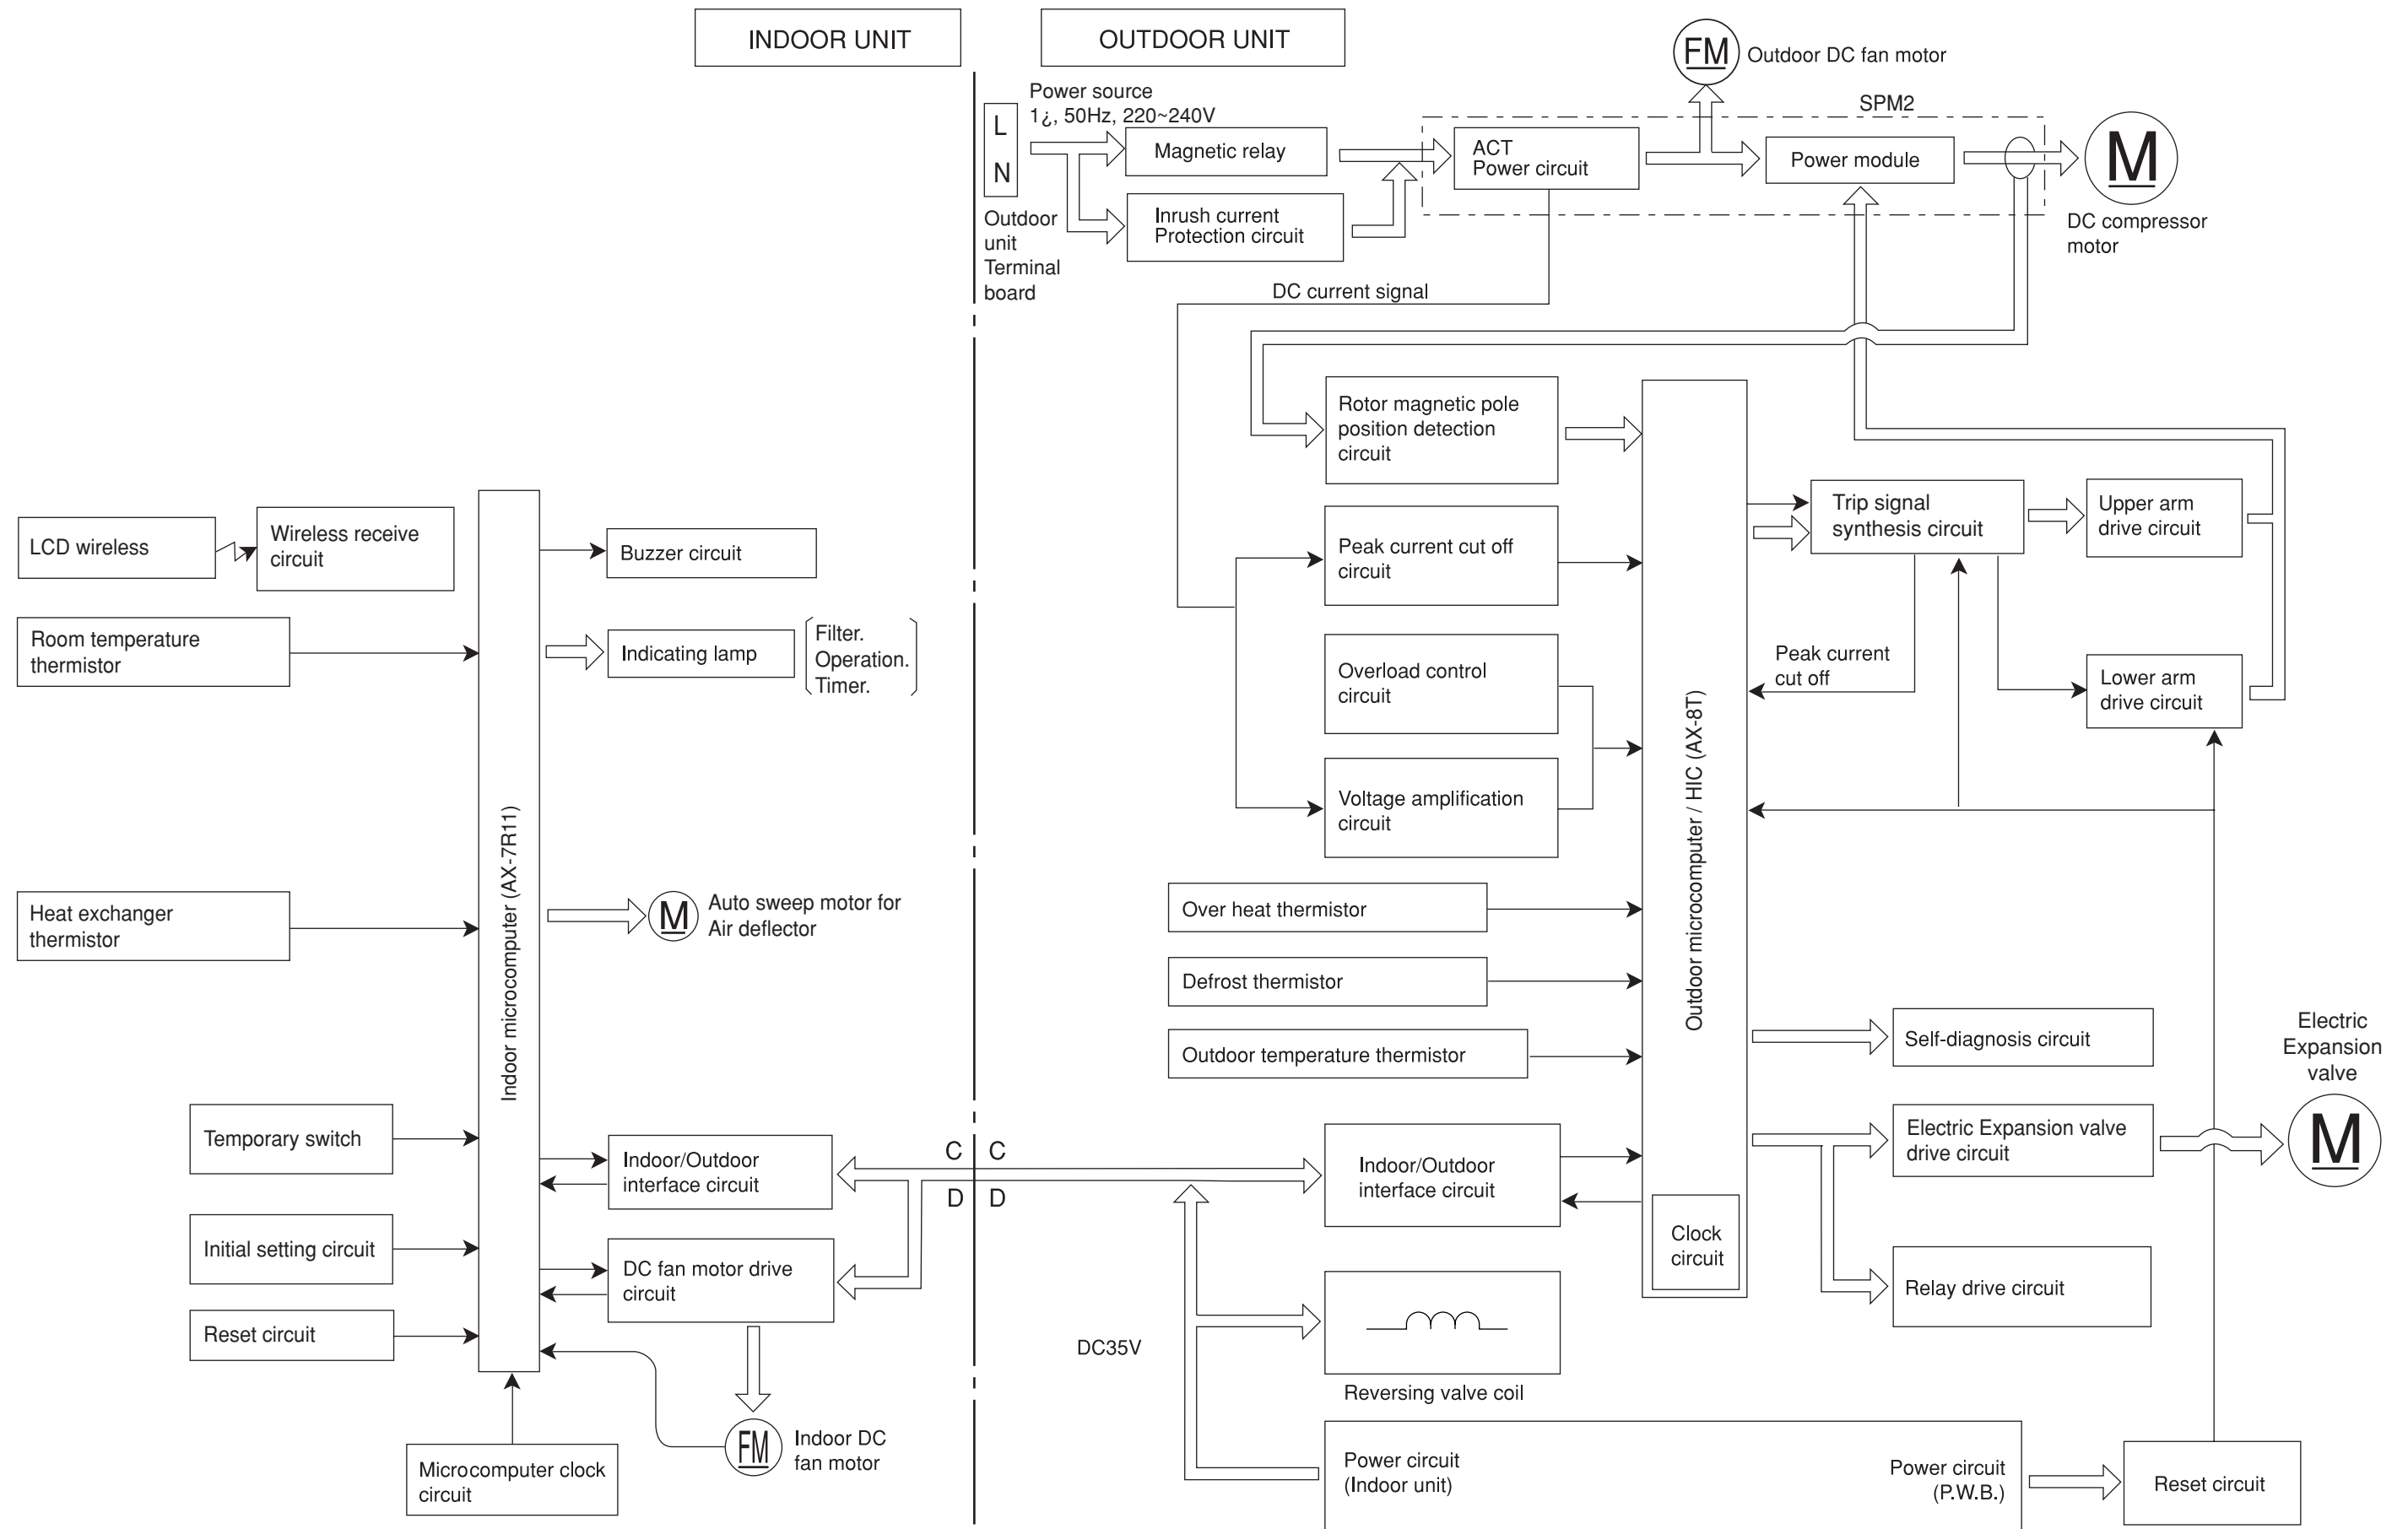 INDOOR UNIT
OUTDOOR UNIT
FM
Outdoor DC fan motor
Power source
1¿, 50Hz, 220~240V
L
N
Outdoor
unit
Terminal
board
Magnetic relay
Inrush current
Protection circuit
SPM2
ACT
Power circuit
Power module
M
DC compressor
motor
DC current signal
Rotor magnetic pole
position detection
circuit
Peak current cut off
circuit
Overload control
circuit
Voltage amplification
circuit
Outdoor microcomputer / HIC (AX-8T)
Trip signal
synthesis circuit
Upper arm
drive circuit
Peak current
cut off
Lower arm
drive circuit
LCD wireless
Wireless receive
circuit
Room temperature
thermistor
Heat exchanger
thermistor
Indoor microcomputer (AX-7R11)
Buzzer circuit
Indicating lamp
Filter.
Operation.
Timer.
M
Auto sweep motor for
Air deflector
Temporary switch
Initial setting circuit
Reset circuit
Microcomputer clock
circuit
Indoor/Outdoor
interface circuit
DC fan motor drive
circuit
FM
Indoor DC
fan motor
C
C
D
D
Over heat thermistor
Defrost thermistor
Outdoor temperature thermistor
Indoor/Outdoor
interface circuit
Clock
circuit
Self-diagnosis circuit
Electric Expansion valve
drive circuit
Relay drive circuit
Electric
Expansion
valve
M
DC35V
Reversing valve coil
Power circuit
(Indoor unit)
Power circuit
(P.W.B.)
Reset circuit